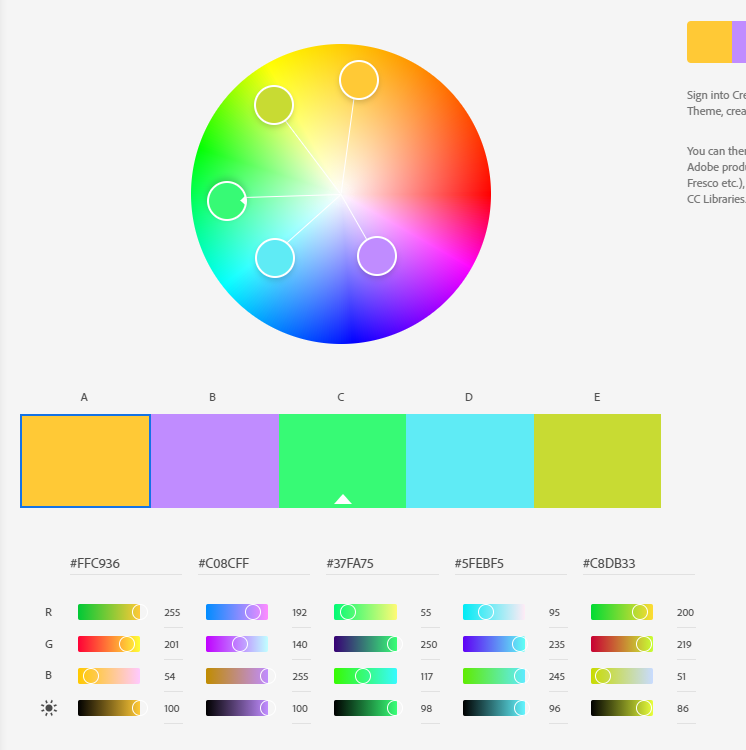 Sign into Cre
Theme, crea
You can ther
Adobe produ
Fresco etc.),
CC Libraries.
A B C D E
#FFC936 #C08CFF #37FA75 #5FEBF5 #C8DB33
R 255 192 55 95 200
G 201 140 250 235 219
B 54 255 117 245 51
100 100 98 96 86